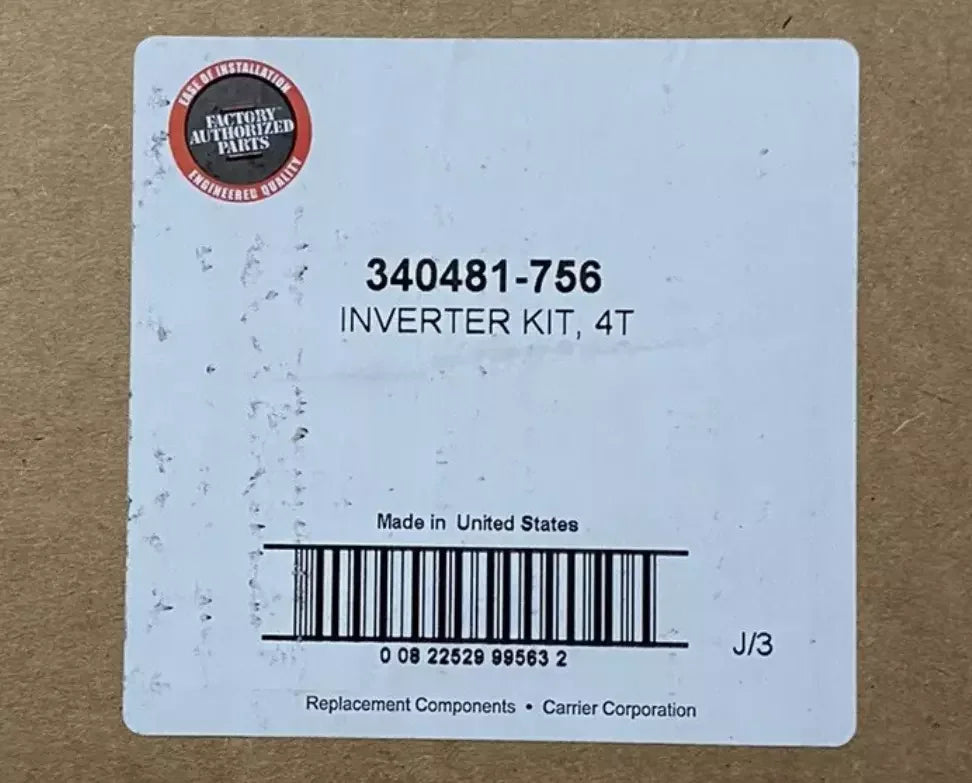 EASE OF INSTALLATION
FACTORY
AUTHORIZED
PARTS
ENGINEERED QUALITY
340481-756
INVERTER KIT, 4T
Made in United States
0 08 22529 99563 2
J/3
Replacement Components • Carrier Corporation